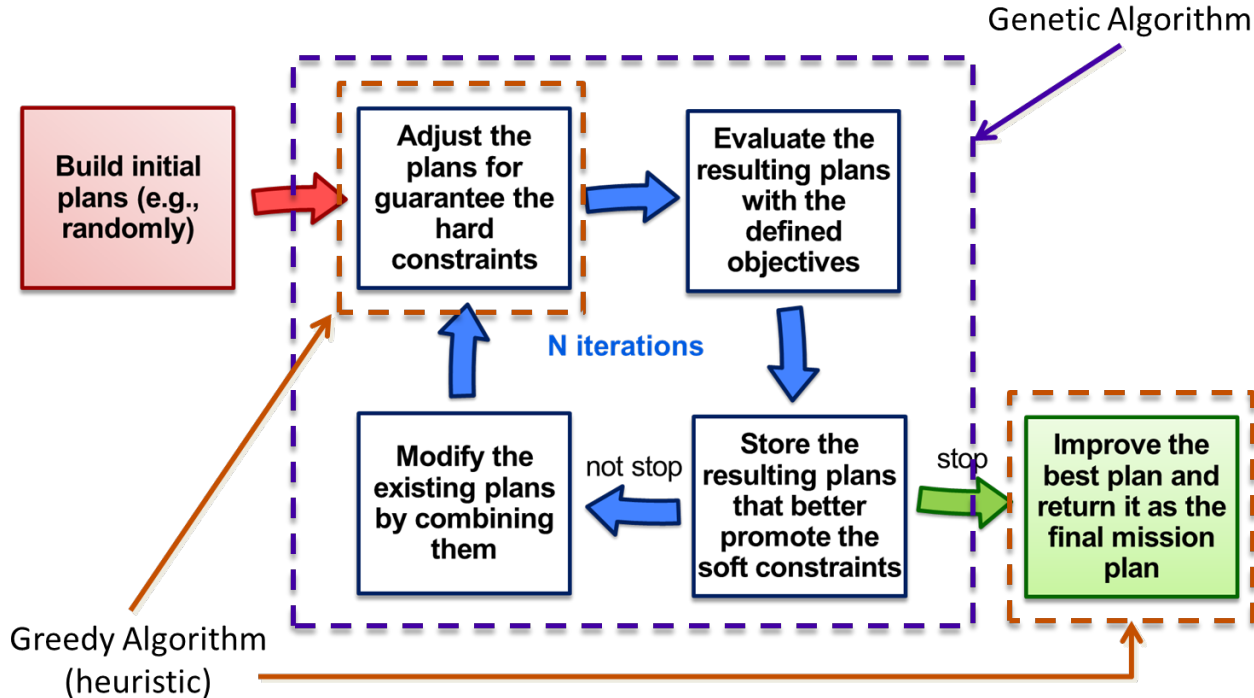 Genetic Algorithm
Build initial
plans (e.g.,
randomly)
Adjust the
plans for
guarantee the
hard
constraints
Evaluate the
resulting plans
with the
defined
objectives
N iterations
Modify the
existing plans
by combining
them
not stop
Store the
resulting plans
that better
promote the
soft constraints
stop
Improve the
best plan and
return it as the
final mission
plan
Greedy Algorithm
(heuristic)